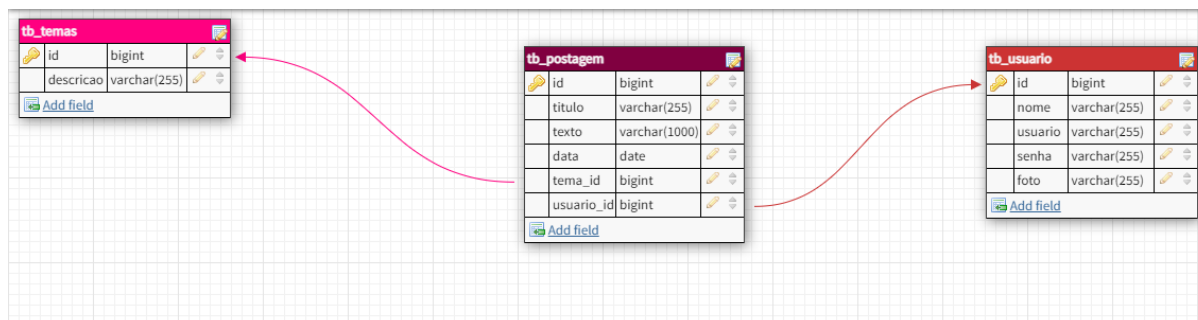 tb_temas
id bigint
descricao varchar(255)
Add field
tb_postagem
id bigint
titulo varchar(255)
texto varchar(1000)
data date
tema_id bigint
usuario_id bigint
Add field
tb_usuario
id bigint
nome varchar(255)
usuario varchar(255)
senha varchar(255)
foto varchar(255)
Add field